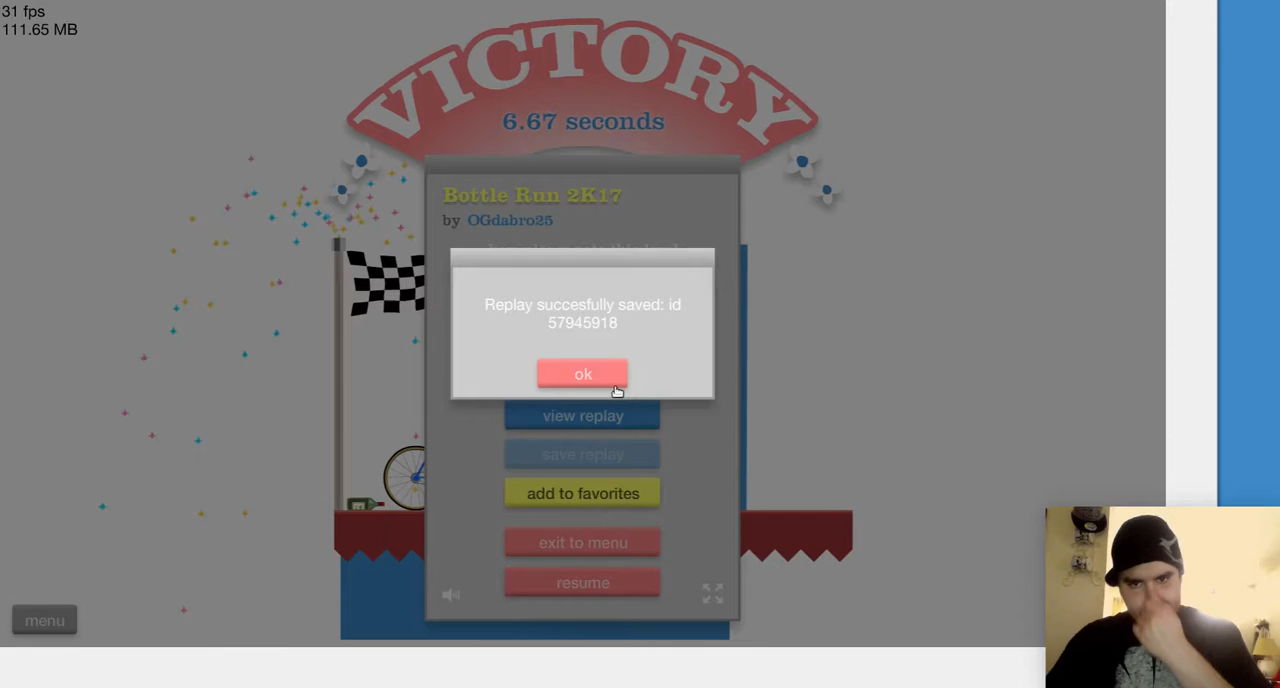 31 fps
111.65 MB
VICTORY
6.67 seconds
Bottle Run 2K17
by OGdabro25
Replay succesfully saved: id
57945918
ok
view replay
save replay
add to favorites
exit to menu
resume
menu